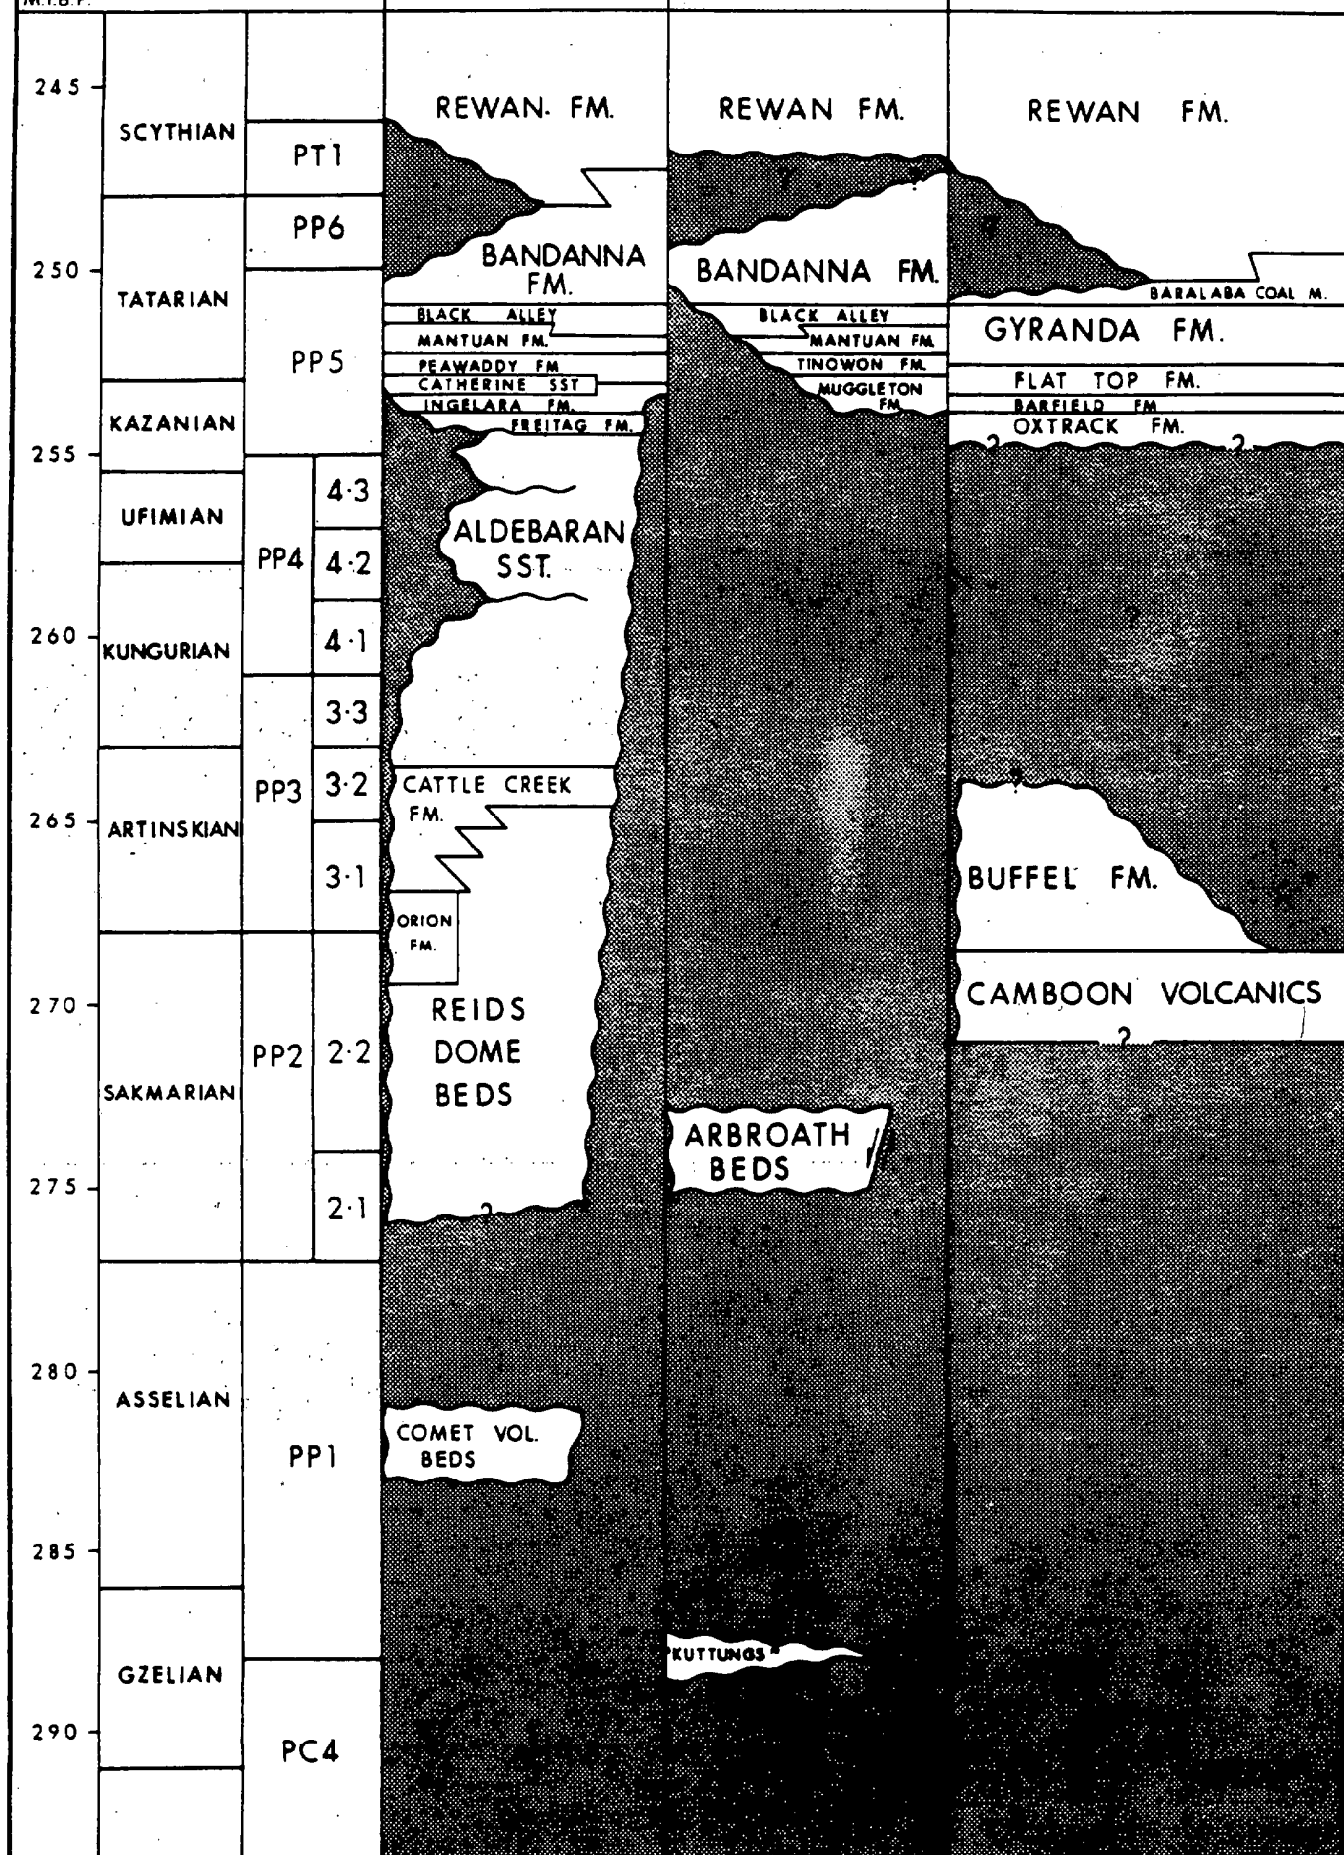 M.Y.B.P.
245
SCYTHIAN
PT1
REWAN FM.
REWAN FM.
REWAN FM.
PP6
250
TATARIAN
PP5
BANDANNA
FM.
BANDANNA FM.
BARALABA COAL M.
BLACK ALLEY
MANTUAN FM.
PEAWADDY FM
CATHERINE SST
INGELARA FM.
FREITAG FM.
BLACK ALLEY
MANTUAN FM.
TINOWON FM.
MUGGLETON
FM
GYRANDA FM.
FLAT TOP FM.
BARFIELD FM
OXTRACK FM.
? ?
KAZANIAN
255
UFIMIAN
PP4
4·3
4·2
4·1
ALDEBARAN
SST.
260
KUNGURIAN
PP3
3·3
3·2
3·1
CATTLE CREEK
FM.
265
ARTINSKIAN
ORION
FM.
?
BUFFEL FM.
270
SAKMARIAN
PP2
2·2
2·1
REIDS
DOME
BEDS
?
CAMBOON VOLCANICS
?
ARBROATH
BEDS
275
280
ASSELIAN
PP1
COMET VOL.
BEDS
285
GZELIAN
"KUTTUNGS"
290
PC4